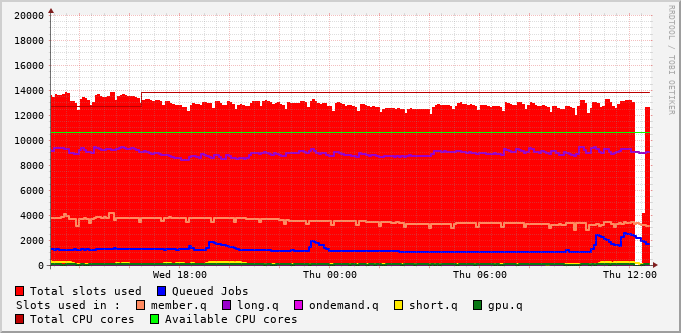 20000
18000
16000
14000
12000
10000
8000
6000
4000
2000
0
Wed 18:00 Thu 00:00 Thu 06:00 Thu 12:00
RRDTOOL / TOBI OETIKER
Total slots used Queued Jobs
Slots used in : member.q long.q ondemand.q short.q gpu.q
Total CPU cores Available CPU cores